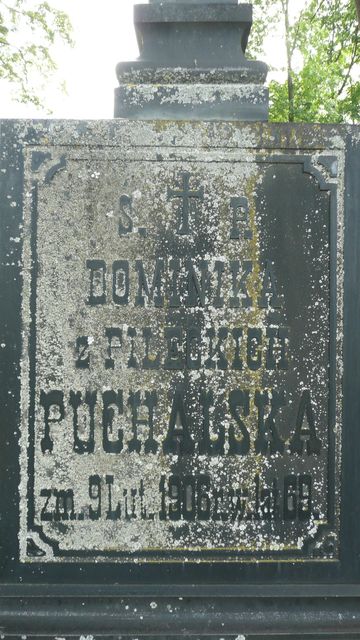 Ś. P.
DOMINIKA
z PILECKICH
PUCHALSKA
zm. 9 Lut. 1906 r. w. lat 69.